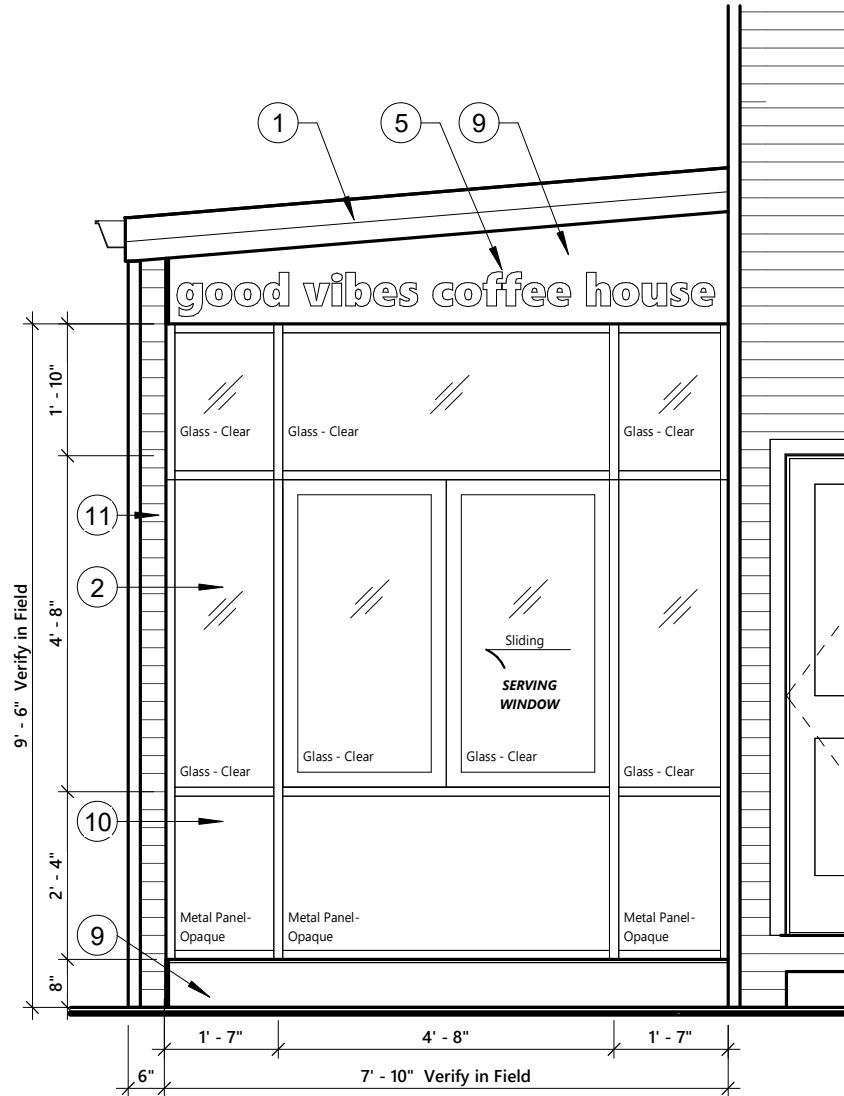 1
5
9
good vibes coffee house
1' - 10"
Glass - Clear
Glass - Clear
Glass - Clear
11
2
9' - 6" Verify in Field
4' - 8"
Sliding
SERVING
WINDOW
Glass - Clear
Glass - Clear
Glass - Clear
Glass - Clear
10
2' - 4"
Metal Panel-
Opaque
Metal Panel-
Opaque
Metal Panel-
Opaque
9
8"
1' - 7"
4' - 8"
1' - 7"
6"
7' - 10" Verify in Field